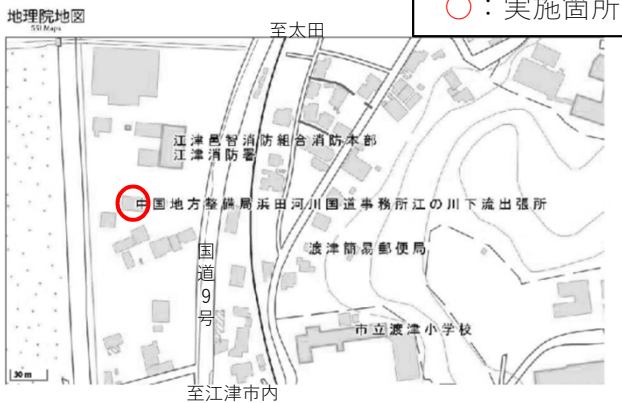 地理院地図
GSI Maps
至太田
○：実施箇所
江津邑智消防組合消防本部
江津消防署
中国地方整備局浜田河川国道事務所江の川下流出張所
国道9号
渡津簡易郵便局
市立渡津小学校
30 m
至江津市内